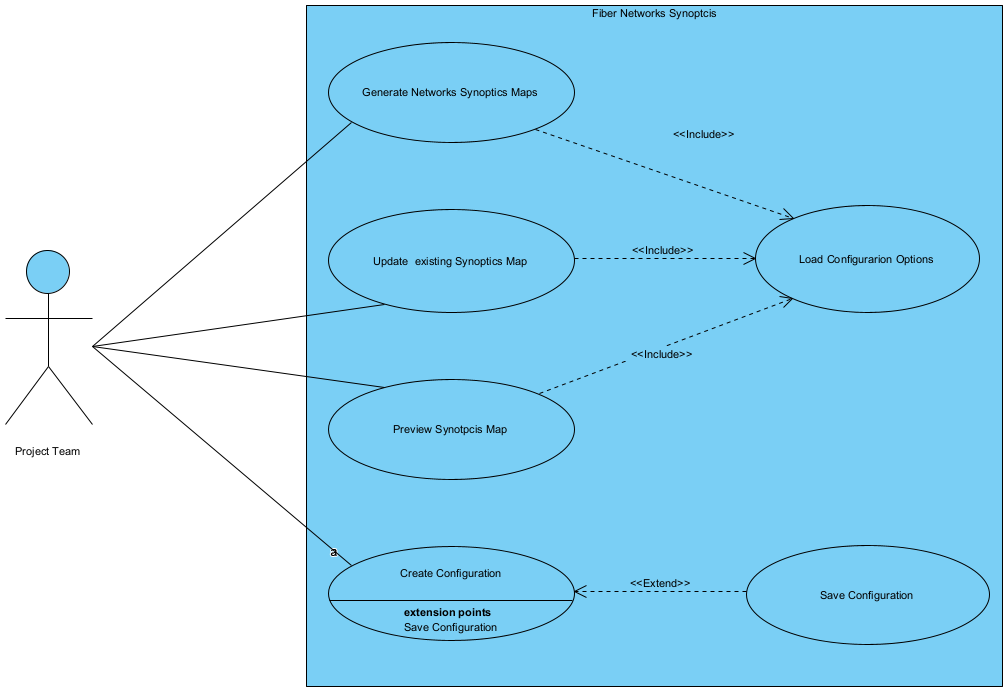 Fiber Networks Synoptcis
Generate Networks Synoptics Maps
<<Include>>
Update  existing Synoptics Map
<<Include>>
Load Configurarion Options
<<Include>>
Preview Synotpcis Map
Project Team
a
Create Configuration
extension points
Save Configuration
<<Extend>>
Save Configuration